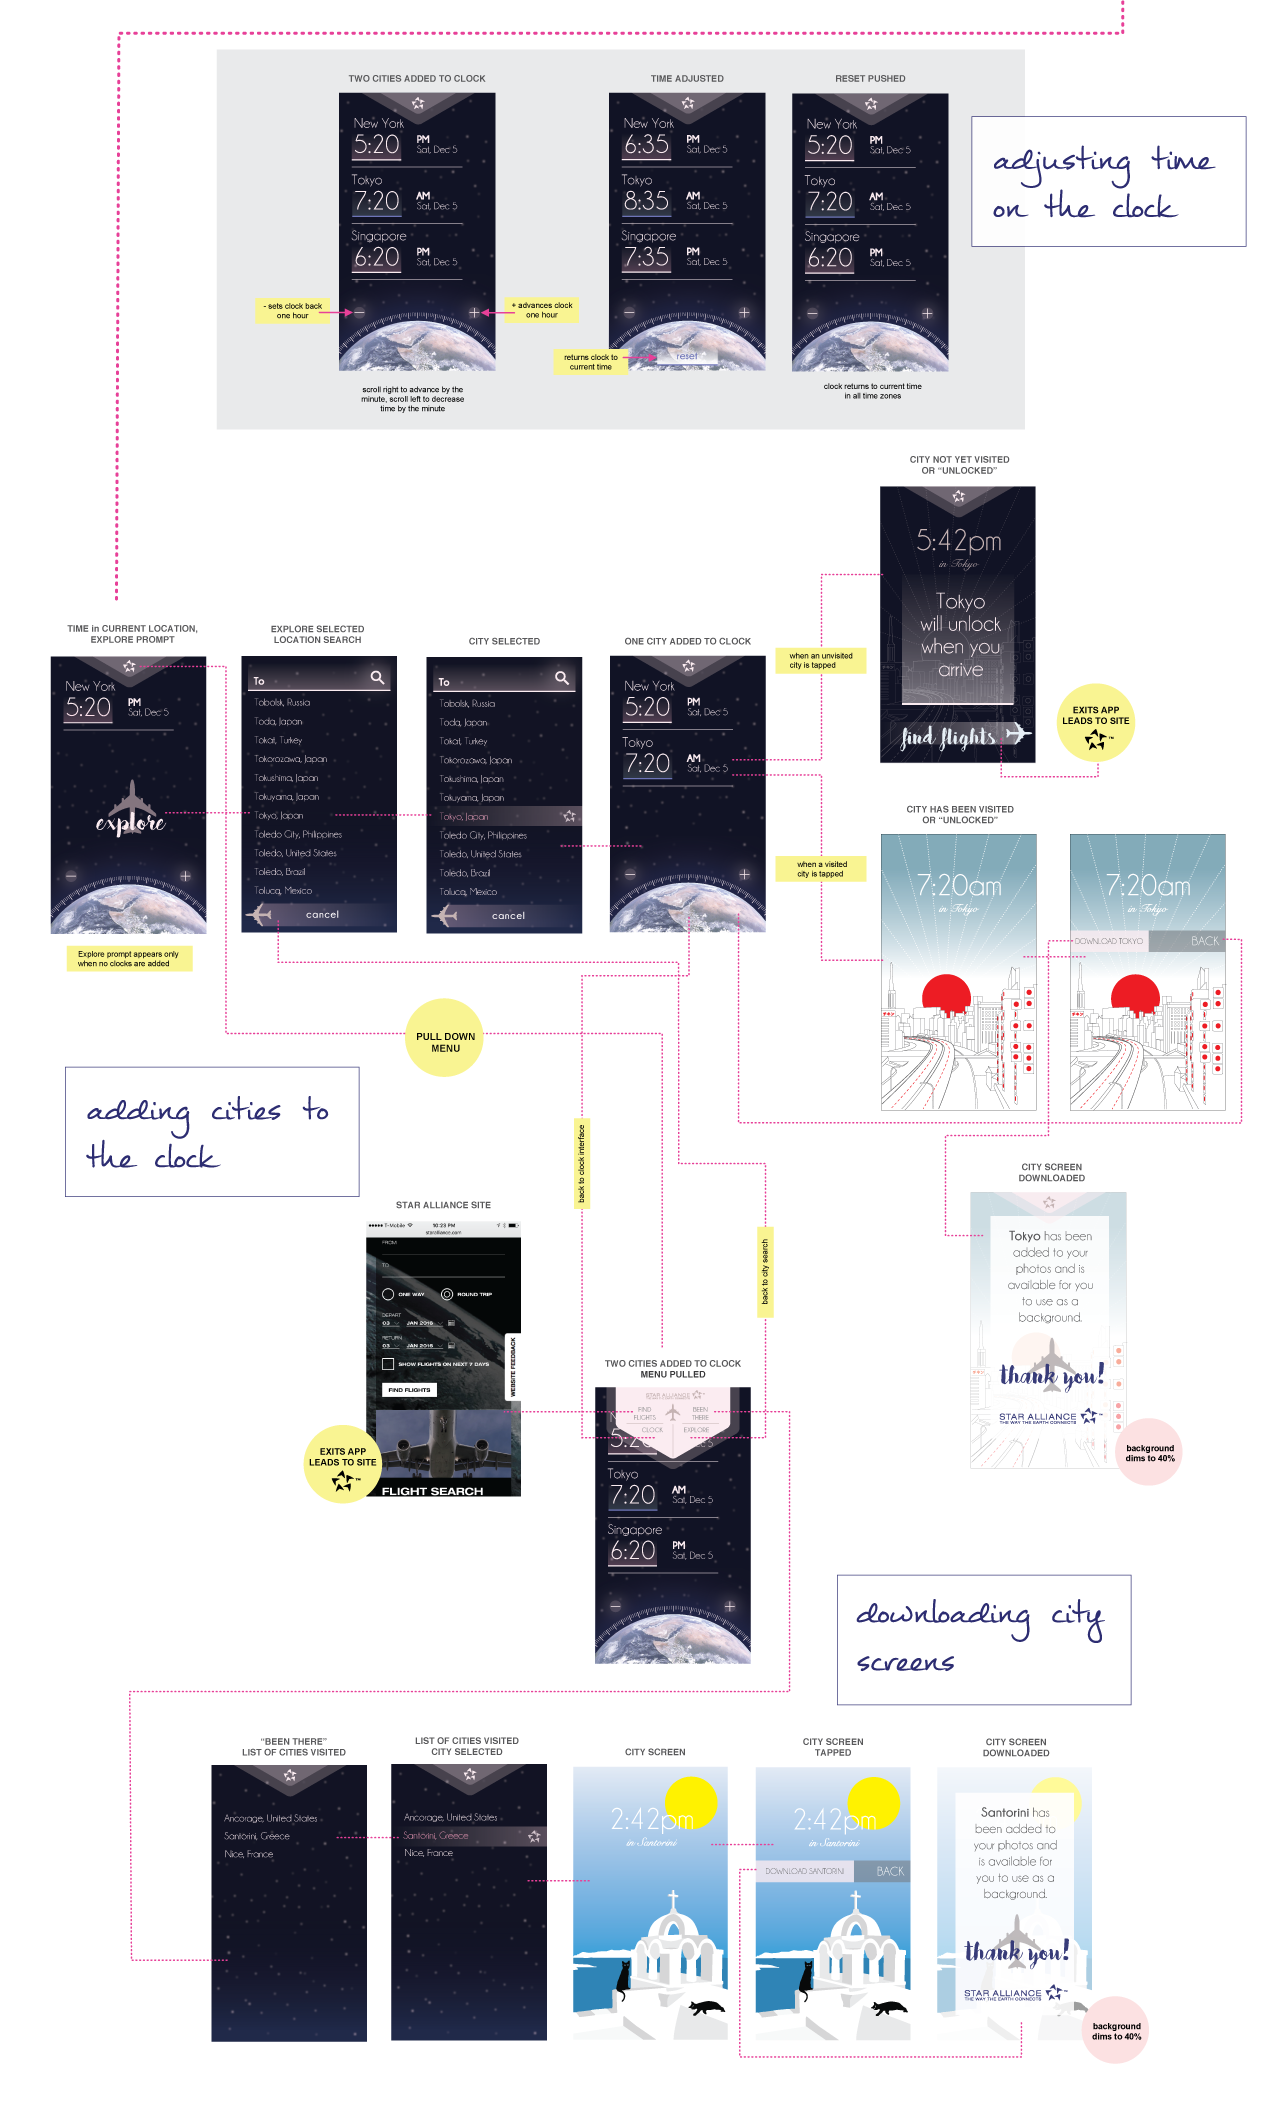 TWO CITIES ADDED TO CLOCK
New York
5:20
PM
Sat, Dec 5
Tokyo
7:20
AM
Sat, Dec 5
Singapore
6:20
PM
Sat, Dec 5
- sets clock back
one hour
+ advances clock
one hour
scroll right to advance by the
minute, scroll left to decrease
time by the minute
TIME ADJUSTED
New York
6:35
PM
Sat, Dec 5
Tokyo
8:35
AM
Sat, Dec 5
Singapore
7:35
PM
Sat, Dec 5
returns clock to
current time
reset
RESET PUSHED
New York
5:20
PM
Sat, Dec 5
Tokyo
7:20
AM
Sat, Dec 5
Singapore
6:20
PM
Sat, Dec 5
clock returns to current time
in all time zones
adjusting time
on the clock
CITY NOT YET VISITED
OR “UNLOCKED”
5:42pm
in Tokyo
Tokyo
will unlock
when you
arrive
find flights
EXITS APP
LEADS TO SITE
TIME in CURRENT LOCATION,
EXPLORE PROMPT
New York
5:20
PM
Sat, Dec 5
explore
Explore prompt appears only
when no clocks are added
EXPLORE SELECTED
LOCATION SEARCH
To
Tobolsk, Russia
Toda, Japan
Tokat, Turkey
Tokorozawa, Japan
Tokushima, Japan
Tokuyama, Japan
Tokyo, Japan
Toledo City, Philippines
Toledo, United States
Toledo, Brazil
Toluca, Mexico
cancel
CITY SELECTED
To
Tobolsk, Russia
Toda, Japan
Tokat, Turkey
Tokorozawa, Japan
Tokushima, Japan
Tokuyama, Japan
Tokyo, Japan
Toledo City, Philippines
Toledo, United States
Toledo, Brazil
Toluca, Mexico
cancel
ONE CITY ADDED TO CLOCK
New York
5:20
PM
Sat, Dec 5
Tokyo
7:20
AM
Sat, Dec 5
when an unvisited
city is tapped
when a visited
city is tapped
CITY HAS BEEN VISITED
OR “UNLOCKED”
7:20am
in Tokyo
7:20am
in Tokyo
DOWNLOAD TOKYO
BACK
PULL DOWN
MENU
adding cities to
the clock
back to clock interface
back to city search
CITY SCREEN
DOWNLOADED
Tokyo has been
added to your
photos and is
available for you
to use as a
background.
thank you!
STAR ALLIANCE
THE WAY THE EARTH CONNECTS
background
dims to 40%
STAR ALLIANCE SITE
T-Mobile
10:23 PM
staralliance.com
FROM
TO
ONE WAY
ROUND TRIP
DEPART
03
JAN 2016
RETURN
03
JAN 2016
SHOW FLIGHTS ON NEXT 7 DAYS
FIND FLIGHTS
WEBSITE FEEDBACK
FLIGHT SEARCH
EXITS APP
LEADS TO SITE
TWO CITIES ADDED TO CLOCK
MENU PULLED
STAR ALLIANCE
FIND
FLIGHTS
BEEN
THERE
CLOCK
EXPLORE
Tokyo
7:20
AM
Sat, Dec 5
Singapore
6:20
PM
Sat, Dec 5
downloading city
screens
“BEEN THERE”
LIST OF CITIES VISITED
Ancorage, United States
Santorini, Greece
Nice, France
LIST OF CITIES VISITED
CITY SELECTED
Ancorage, United States
Santorini, Greece
Nice, France
CITY SCREEN
2:42pm
in Santorini
CITY SCREEN
TAPPED
2:42pm
in Santorini
DOWNLOAD SANTORINI
BACK
CITY SCREEN
DOWNLOADED
Santorini has
been added to
your photos and
is available for
you to use as a
background.
thank you!
STAR ALLIANCE
THE WAY THE EARTH CONNECTS
background
dims to 40%